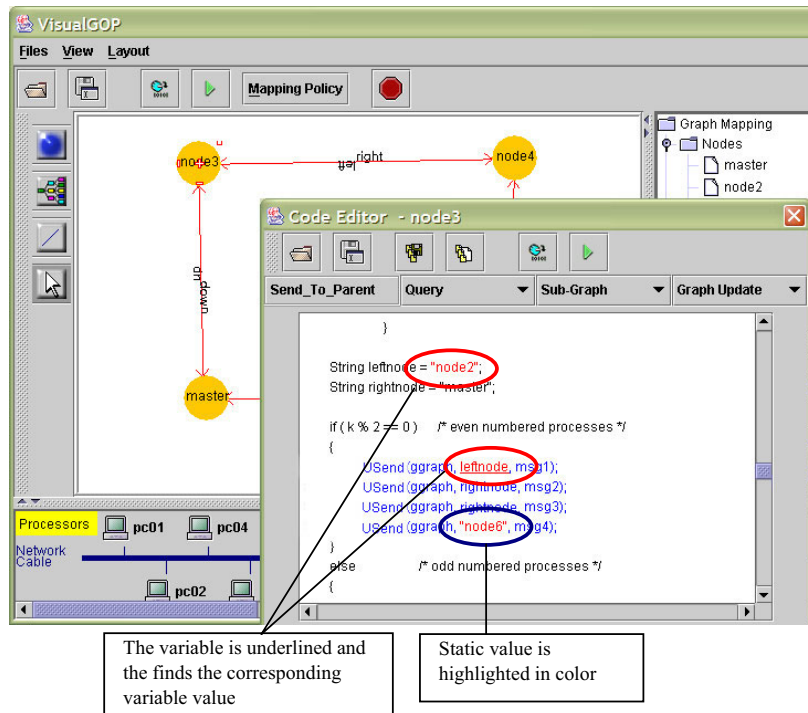 VisualGOP
Files View Layout
Mapping Policy
node3
right
left
node4
up
down
master
Graph Mapping
Nodes
master
node2
Code Editor - node3
Send_To_Parent Query Sub-Graph Graph Update
}
String leftnode = "node2";
String rightnode = "master";
if ( k % 2 == 0 ) /* even numbered processes */
{
USend (ggraph, leftnode, msg1);
USend (ggraph, rightnode, msg2);
USend (ggraph, rightnode, msg3);
USend (ggraph, "node6", msg4);
}
else /* odd numbered processes */
{
Processors pc01 pc04
Network
Cable
pc02
The variable is underlined and
the finds the corresponding
variable value
Static value is
highlighted in color